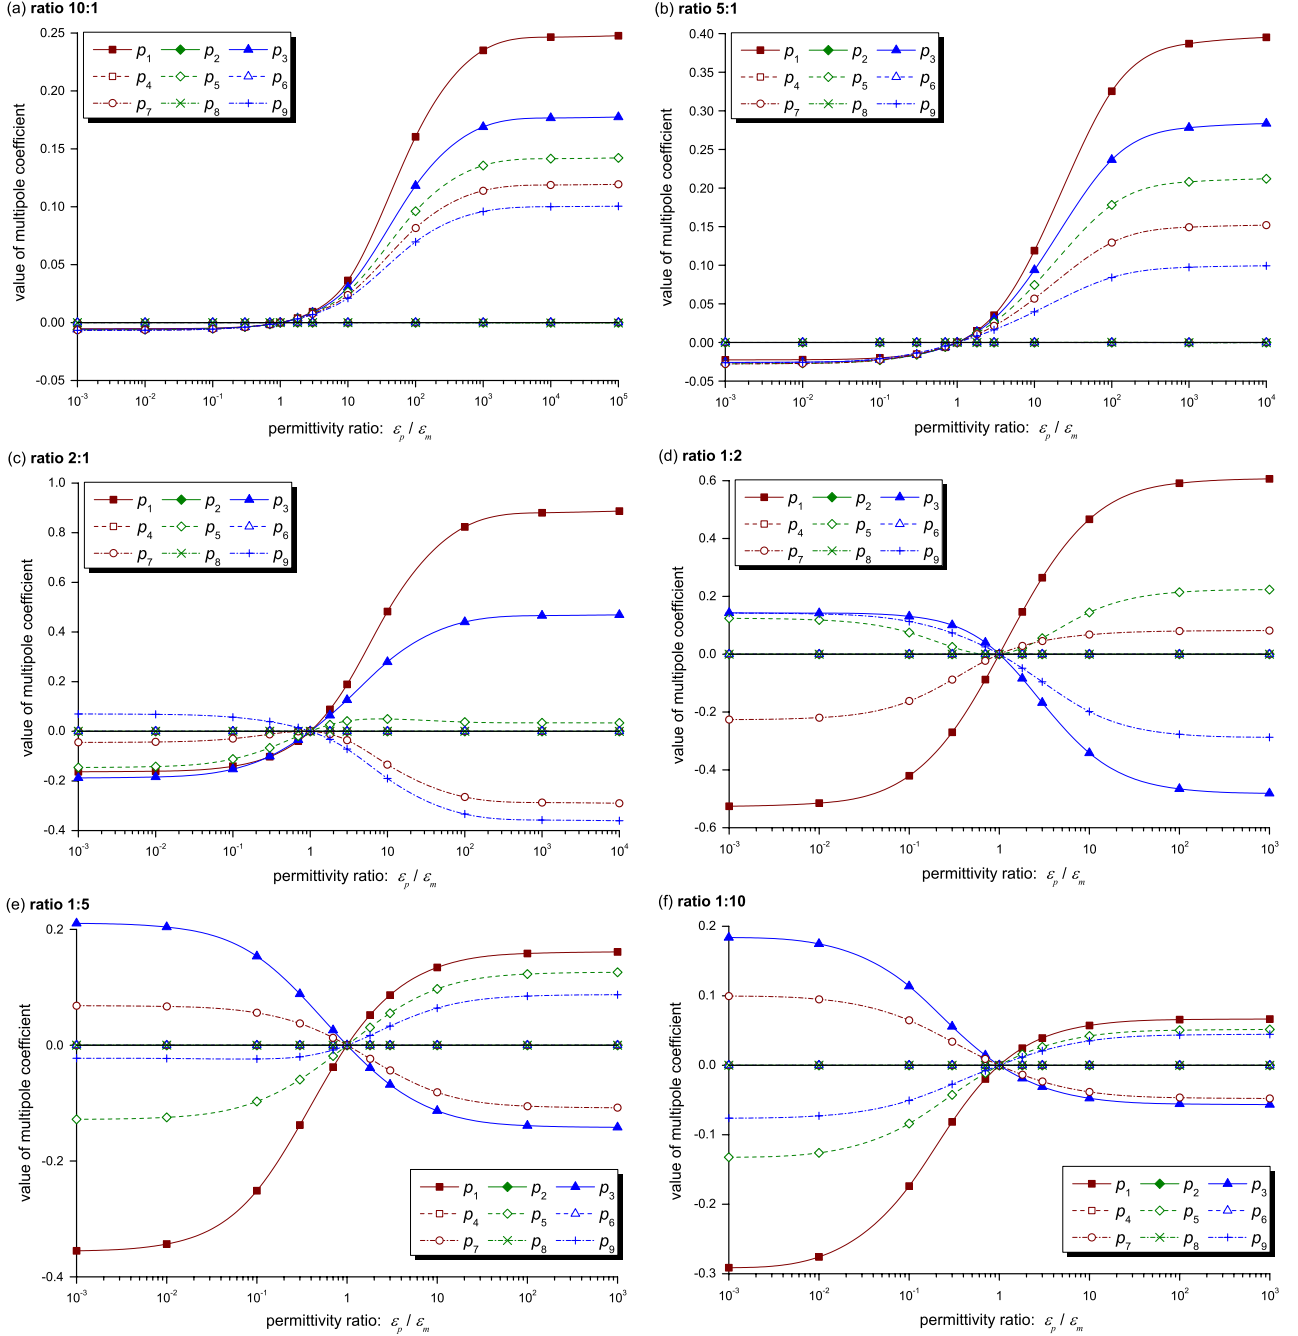 (a) ratio 10:1
0.25
0.20
0.15
0.10
0.05
0.00
-0.05
value of multipole coefficient
p1 p2 p3
p4 p5 p6
p7 p8 p9
10-3 10-2 10-1 1 10 102 103 104 105
permittivity ratio: εp / εm
(b) ratio 5:1
0.40
0.35
0.30
0.25
0.20
0.15
0.10
0.05
0.00
-0.05
value of multipole coefficient
p1 p2 p3
p4 p5 p6
p7 p8 p9
10-3 10-2 10-1 1 10 102 103 104
permittivity ratio: εp / εm
(c) ratio 2:1
1.0
0.8
0.6
0.4
0.2
0.0
-0.2
-0.4
value of multipole coefficient
p1 p2 p3
p4 p5 p6
p7 p8 p9
10-3 10-2 10-1 1 10 102 103 104
permittivity ratio: εp / εm
(d) ratio 1:2
0.6
0.4
0.2
0.0
-0.2
-0.4
-0.6
value of multipole coefficient
p1 p2 p3
p4 p5 p6
p7 p8 p9
10-3 10-2 10-1 1 10 102 103
permittivity ratio: εp / εm
(e) ratio 1:5
0.2
0.0
-0.2
-0.4
value of multipole coefficient
p1 p2 p3
p4 p5 p6
p7 p8 p9
10-3 10-2 10-1 1 10 102 103
permittivity ratio: εp / εm
(f) ratio 1:10
0.2
0.1
0.0
-0.1
-0.2
-0.3
value of multipole coefficient
p1 p2 p3
p4 p5 p6
p7 p8 p9
10-3 10-2 10-1 1 10 102 103
permittivity ratio: εp / εm